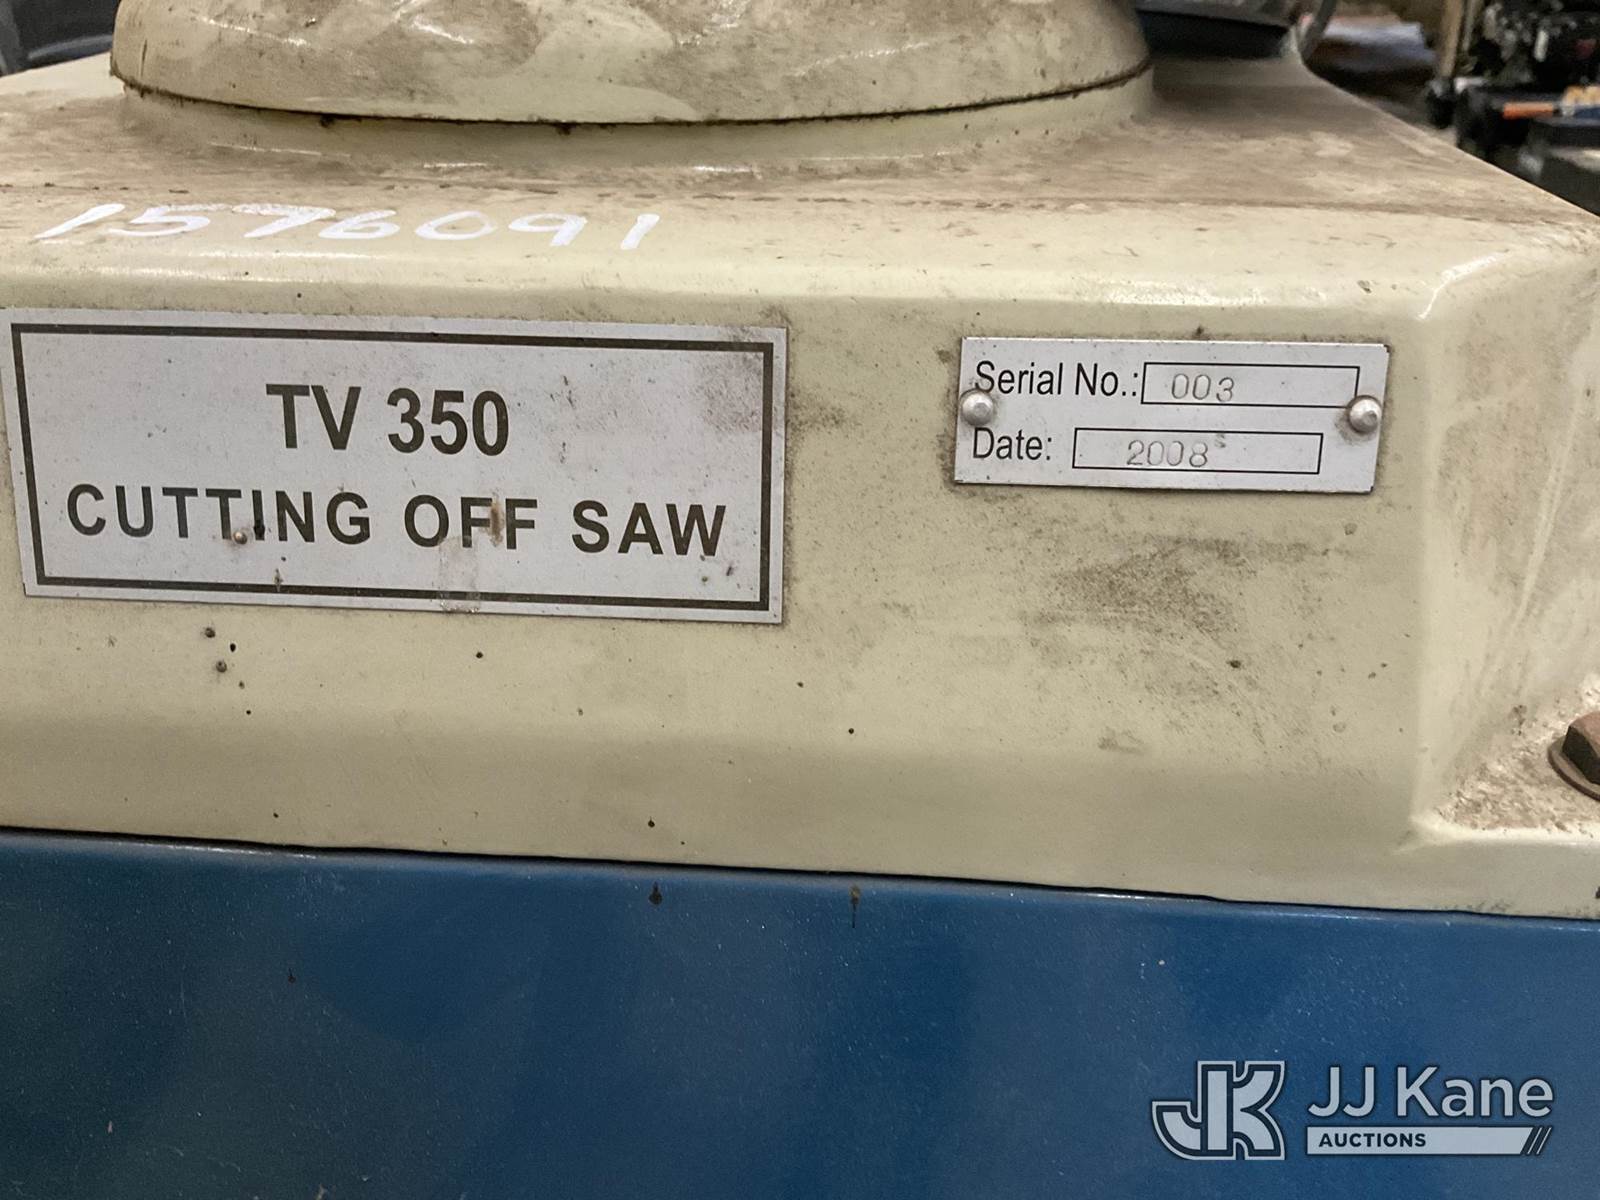 1576091
TV 350
CUTTING OFF SAW
Serial No.: 003
Date: 2008
JK JJ Kane
AUCTIONS